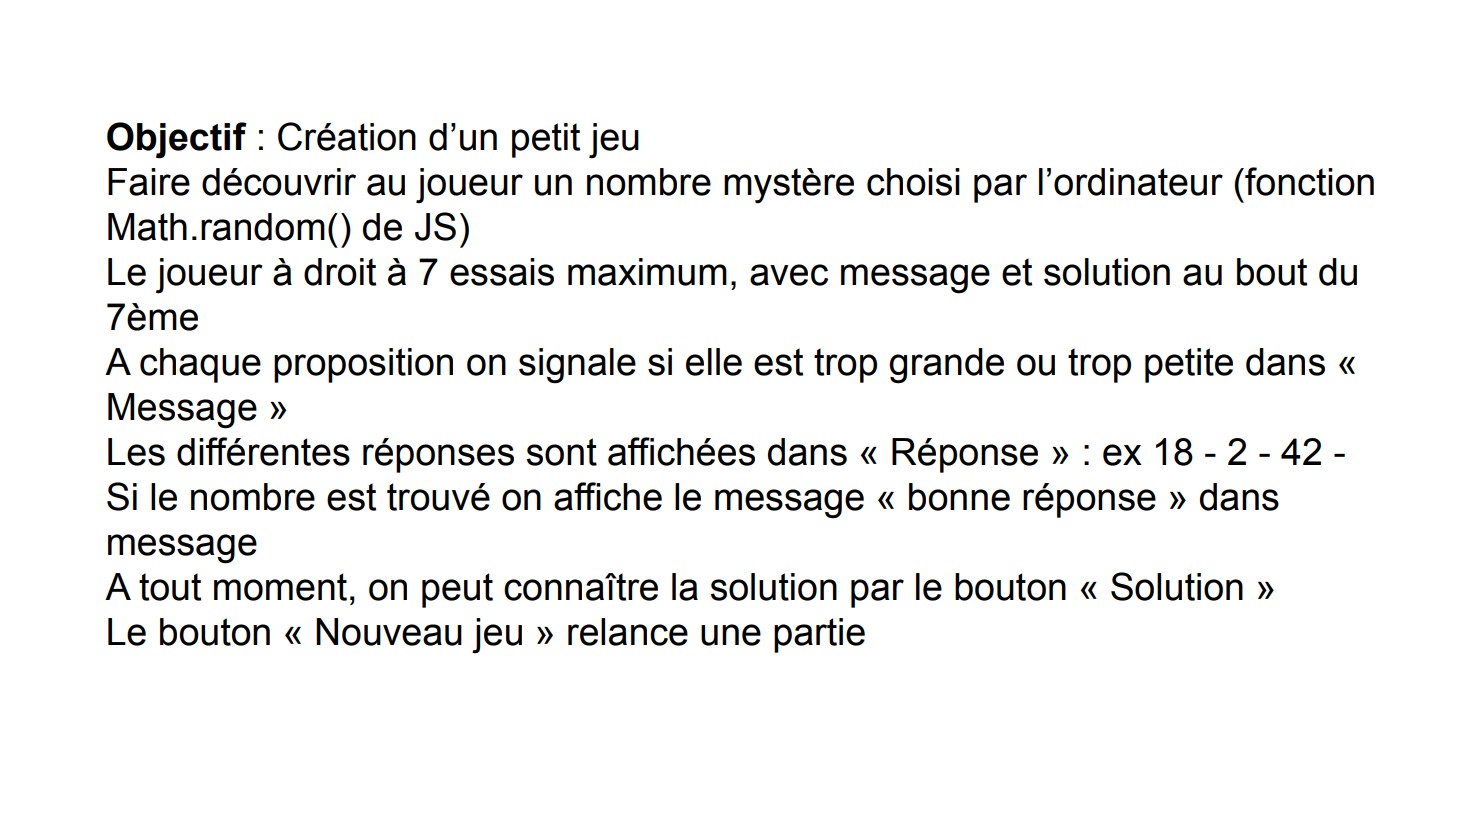 Objectif : Création d’un petit jeu
Faire découvrir au joueur un nombre mystère choisi par l’ordinateur (fonction
Math.random() de JS)
Le joueur à droit à 7 essais maximum, avec message et solution au bout du
7ème
A chaque proposition on signale si elle est trop grande ou trop petite dans «
Message »
Les différentes réponses sont affichées dans « Réponse » : ex 18 - 2 - 42 -
Si le nombre est trouvé on affiche le message « bonne réponse » dans
message
A tout moment, on peut connaître la solution par le bouton « Solution »
Le bouton « Nouveau jeu » relance une partie